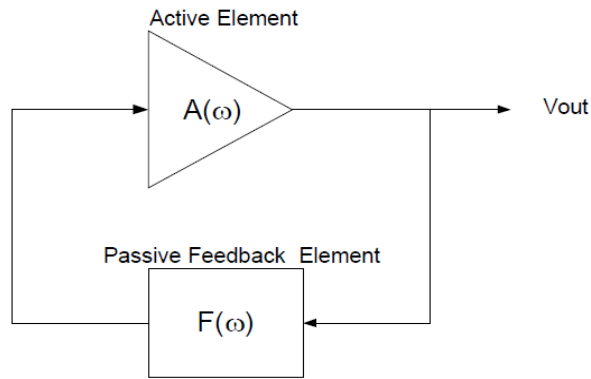 Active Element
A(ω)
Vout
Passive Feedback Element
F(ω)